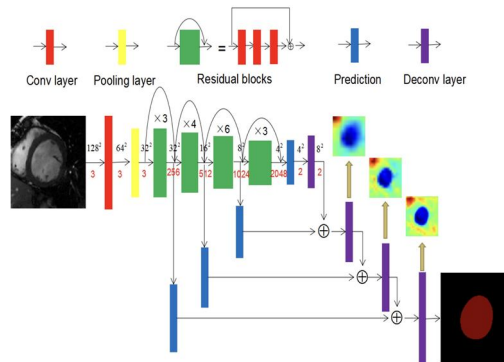 =
Conv layer Pooling layer Residual blocks Prediction Deconv layer
×3 ×4 ×6 ×3
128² 64² 32² 32² 16² 8² 4² 4² 8²
3 3 3 256 512 1024 2048 2 2